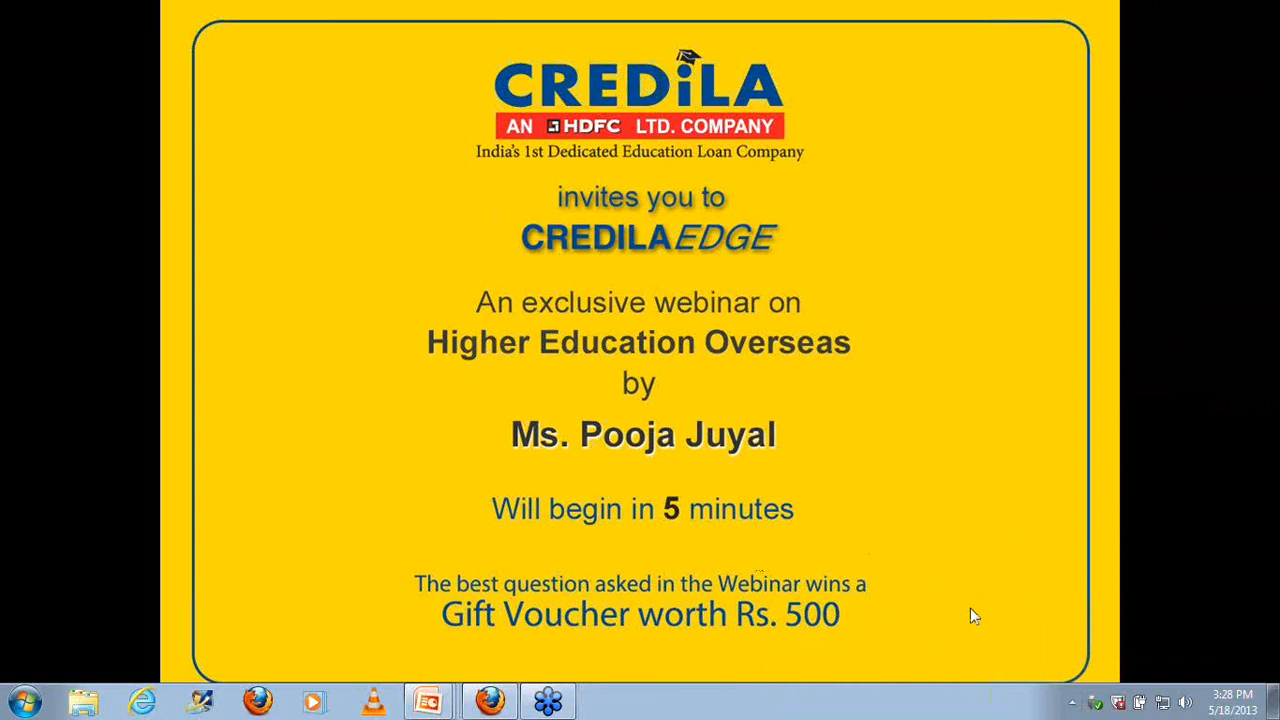 CREDiLA
AN HDFC LTD. COMPANY
India's 1st Dedicated Education Loan Company
invites you to
CREDILAEDGE
An exclusive webinar on
Higher Education Overseas
by
Ms. Pooja Juyal
Will begin in 5 minutes
The best question asked in the Webinar wins a
Gift Voucher worth Rs. 500
3:28 PM
5/18/2013